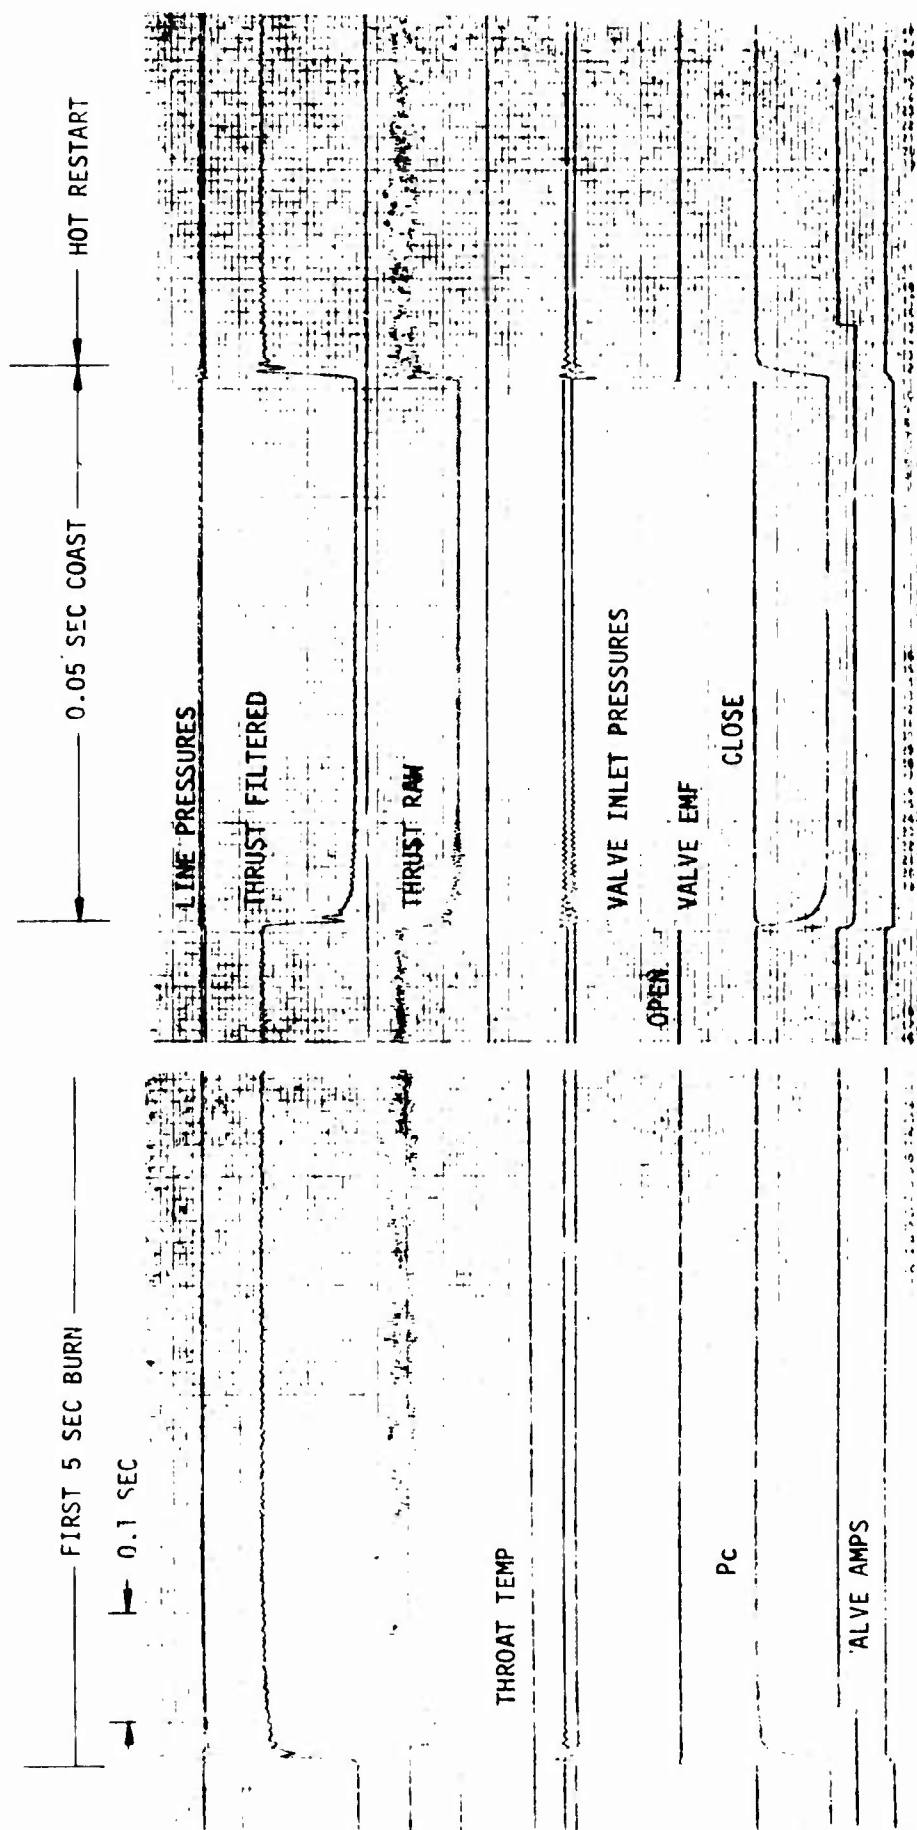 FIRST 5 SEC BURN
0.1 SEC
0.05 SEC COAST
HOT RESTART
LINE PRESSURES
THRUST FILTERED
THRUST RAW
THROAT TEMP
VALVE INLET PRESSURES
OPEN
VALVE EMF
Pc
CLOSE
ALVE AMPS